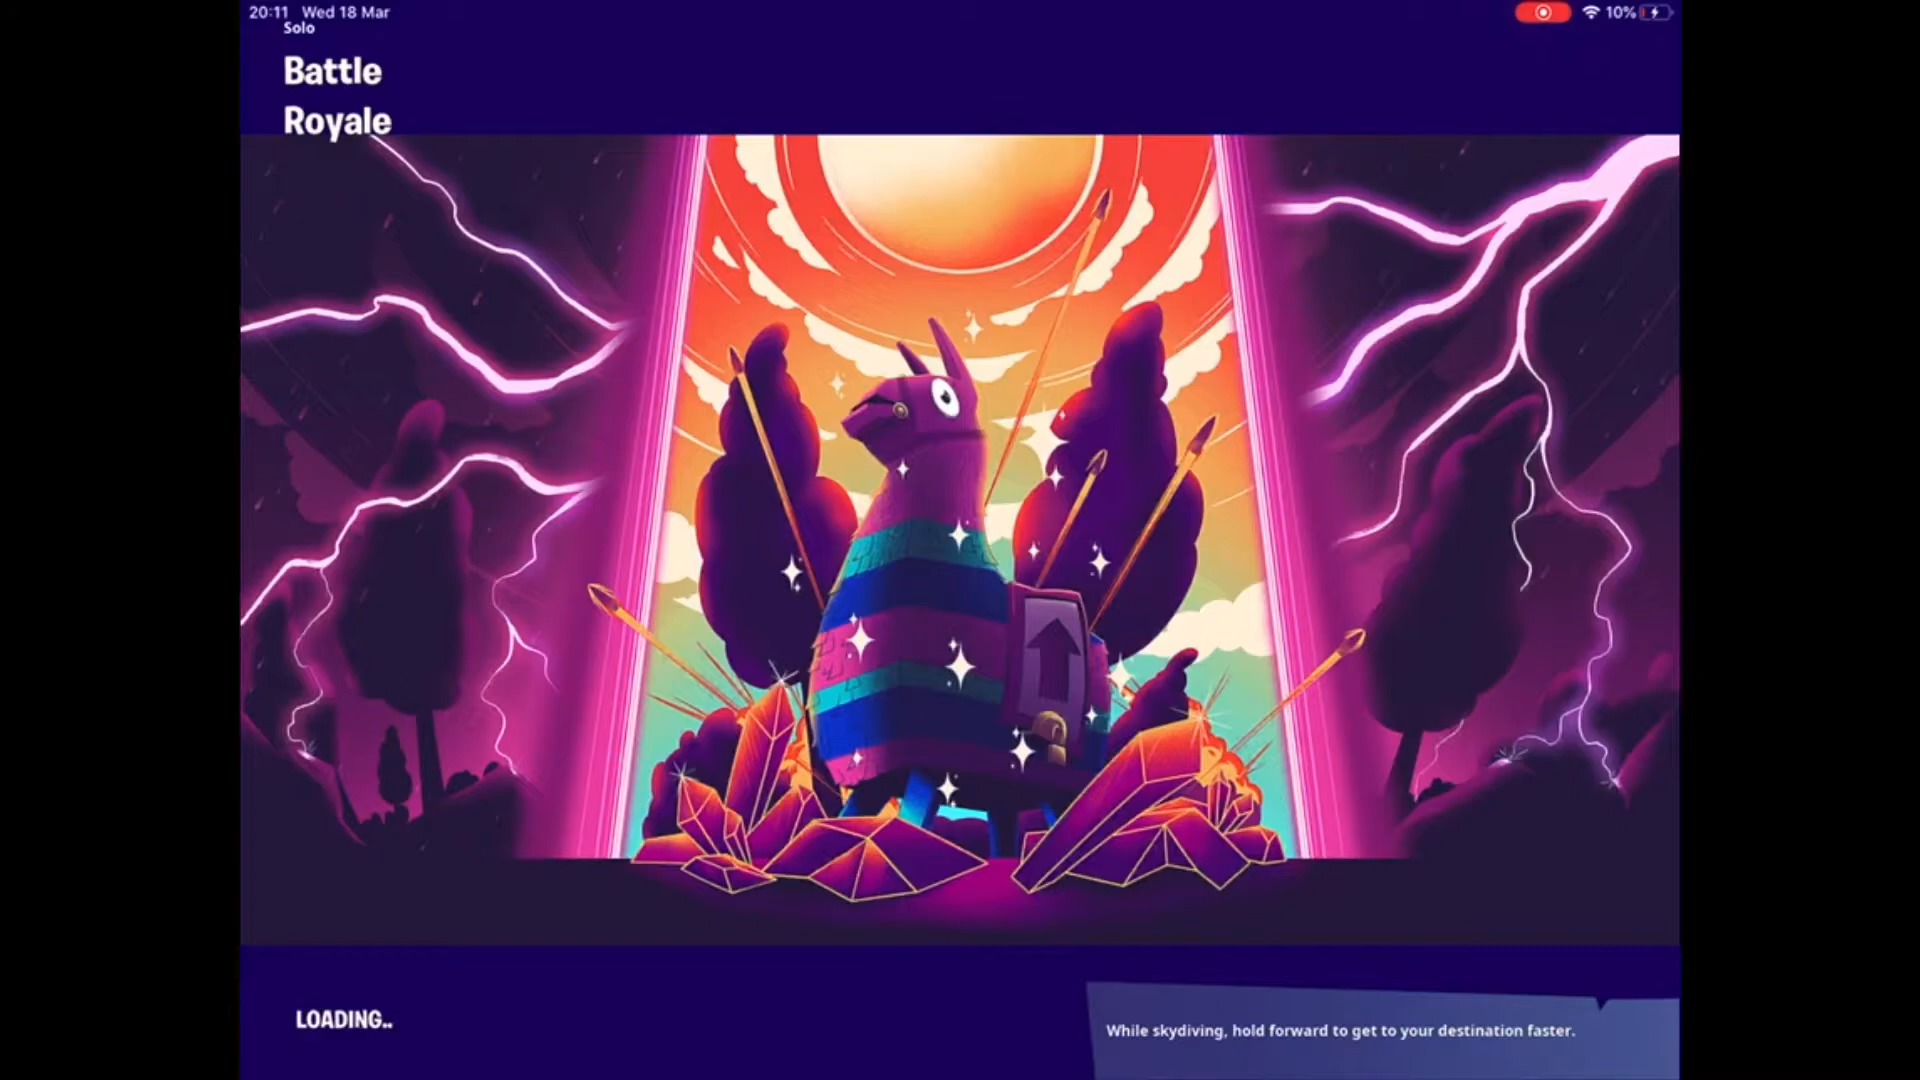 20:11 Wed 18 Mar
10%
Solo
Battle
Royale
LOADING..
While skydiving, hold forward to get to your destination faster.